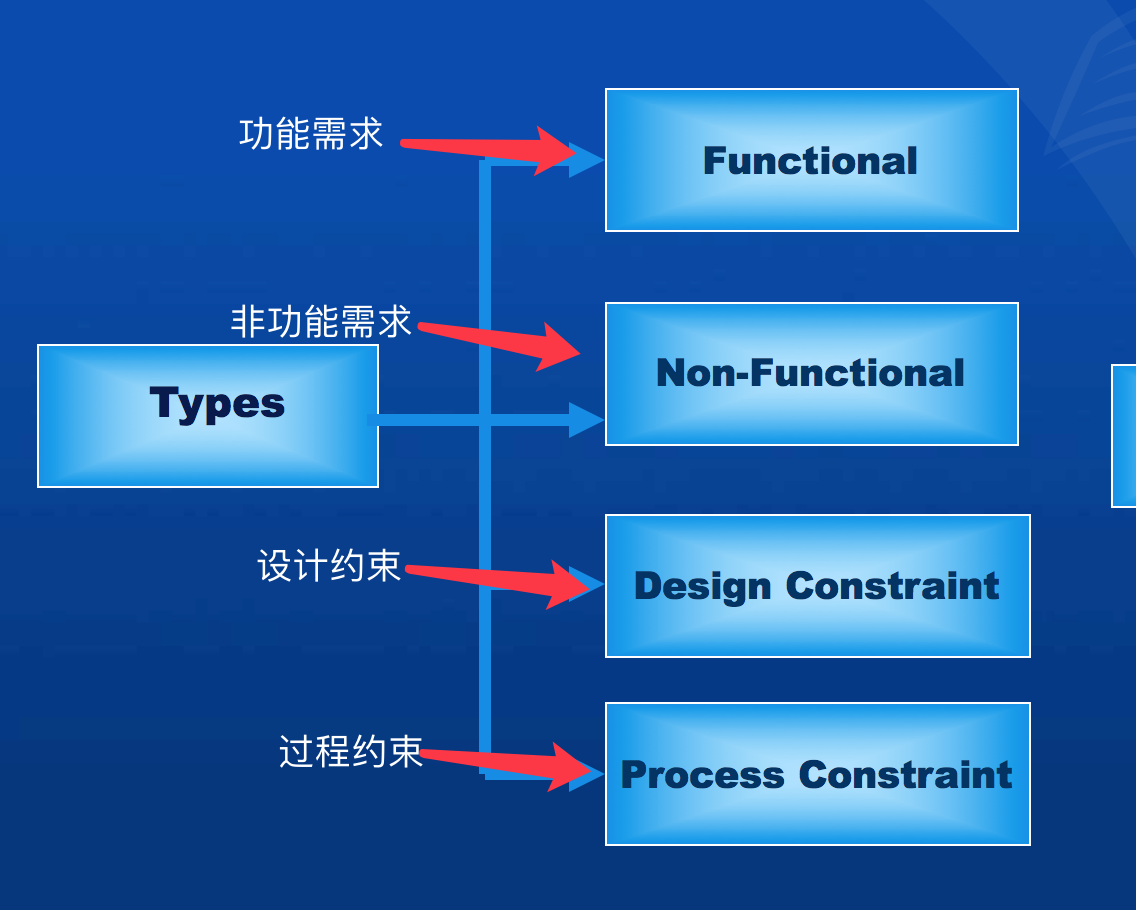 功能需求
Functional
非功能需求
Non-Functional
Types
设计约束
Design Constraint
过程约束
Process Constraint